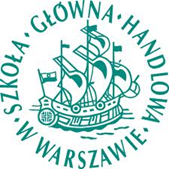 SZKOŁA · GŁÓWNA · HANDLOWA
· W WARSZAWIE ·